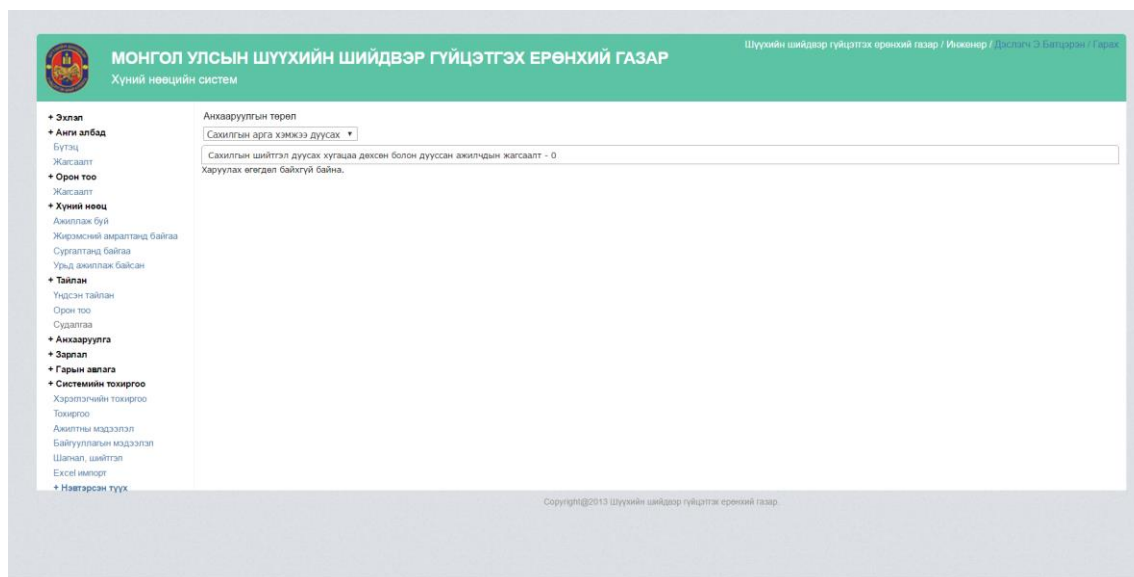 Шүүхийн шийдвэр гүйцэтгэх ерөнхий газар / Инженер / Дэслэгч Э.Батцэрэн / Гарах
МОНГОЛ УЛСЫН ШҮҮХИЙН ШИЙДВЭР ГҮЙЦЭТГЭХ ЕРӨНХИЙ ГАЗАР
Хүний нөөцийн систем
+ Эхлэл
+ Анги албад
Бүтэц
Жагсаалт
+ Орон тоо
Жагсаалт
+ Хүний нөөц
Ажиллаж буй
Жирэмсний амралтанд байгаа
Сургалтанд байгаа
Урьд ажиллаж байсан
+ Тайлан
Үндсэн тайлан
Орон тоо
Судалгаа
+ Анхааруулга
+ Зарлал
+ Гарын авлага
+ Системийн тохиргоо
Хэрэглэгчийн тохиргоо
Тохиргоо
Ажилтны мэдээлэл
Байгууллагын мэдээлэл
Шагнал, шийтгэл
Excel импорт
+ Нэвтэрсэн түүх
Анхааруулгын төрөл
Сахилгын арга хэмжээ дуусах
Сахилгын шийтгэл дуусах хугацаа дөхсөн болон дууссан ажилчдын жагсаалт - 0
Харуулах өгөгдөл байхгүй байна.
Copyright@2013 Шүүхийн шийдвэр гүйцэтгэх ерөнхий газар.